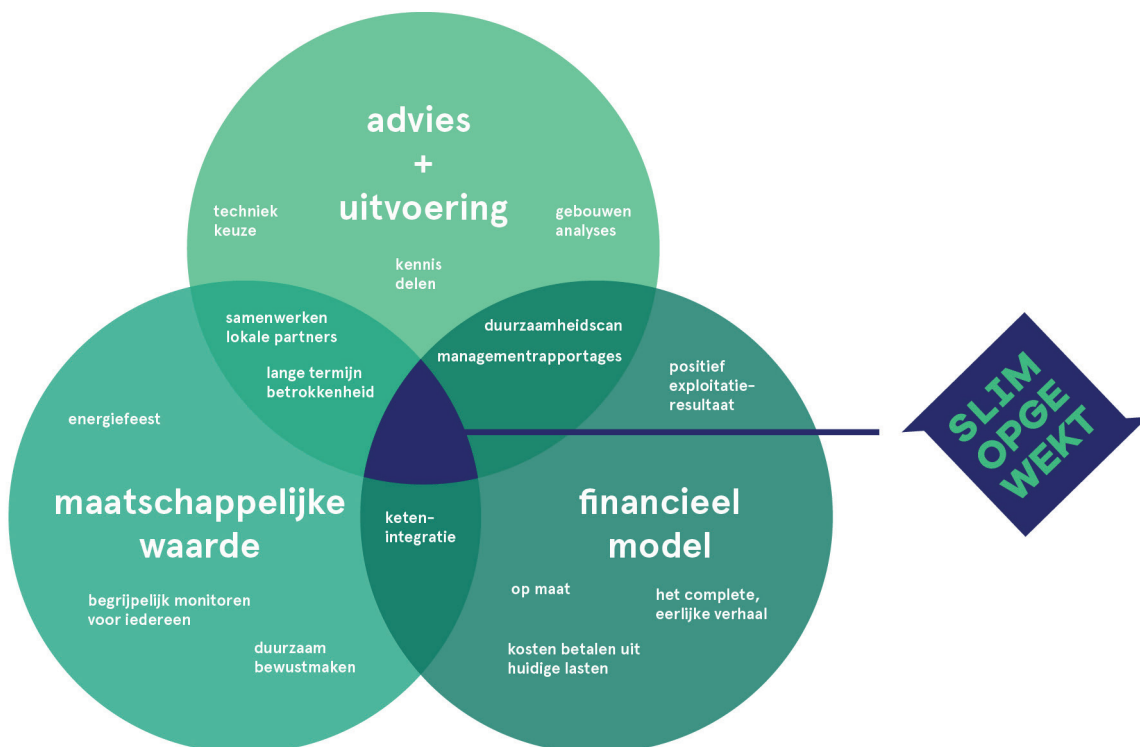 advies
+
uitvoering
techniek
keuze
gebouwen
analyses
kennis
delen
samenwerken
lokale partners
duurzaamheidscan
managementrapportages
lange termijn
betrokkenheid
positief
exploitatie-
resultaat
energiefeest
SLIM
OPGE
WEKT
maatschappelijke
waarde
keten-
integratie
financieel
model
begrijpelijk monitoren
voor iedereen
duurzaam
bewustmaken
op maat
het complete,
eerlijke verhaal
kosten betalen uit
huidige lasten